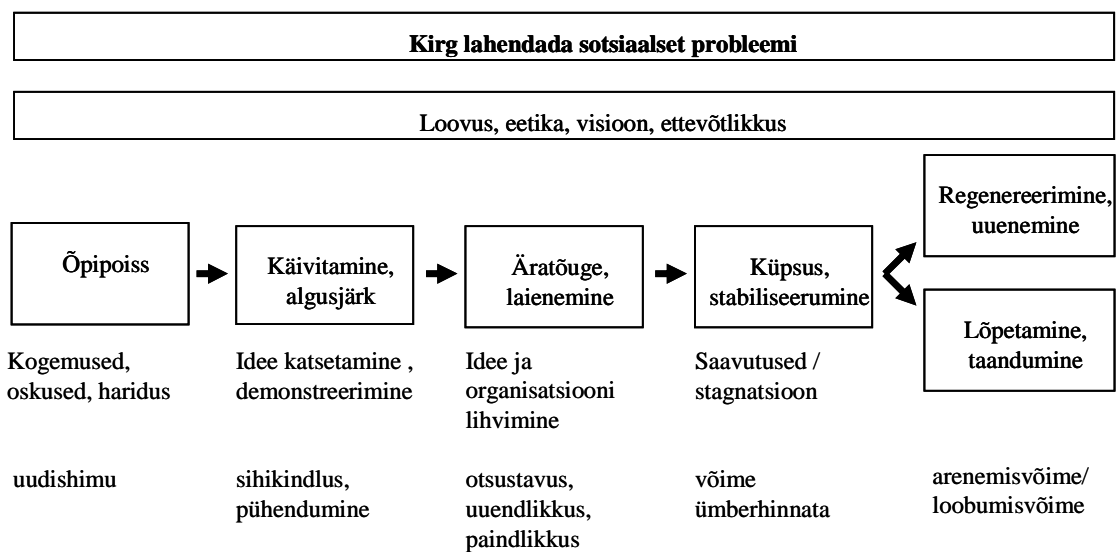 Kirg lahendada sotsiaalset probleemi
Loovus, eetika, visioon, ettevõtlikkus
Õpipoiss
Käivitamine,
algusjärk
Äratõuge,
laienemine
Küpsus,
stabiliseerumine
Regenereerimine,
uuenemine
Lõpetamine,
taandumine
Kogemused,
oskused, haridus
Idee katsetamine ,
demonstreerimine
Idee ja
organisatsiooni
lihvimine
Saavutused /
stagnatsioon
uudishimu
sihikindlus,
pühendumine
otsustavus,
uuendlikkus,
paindlikkus
võime
ümberhinnata
arenemisvõime/
loobumisvõime